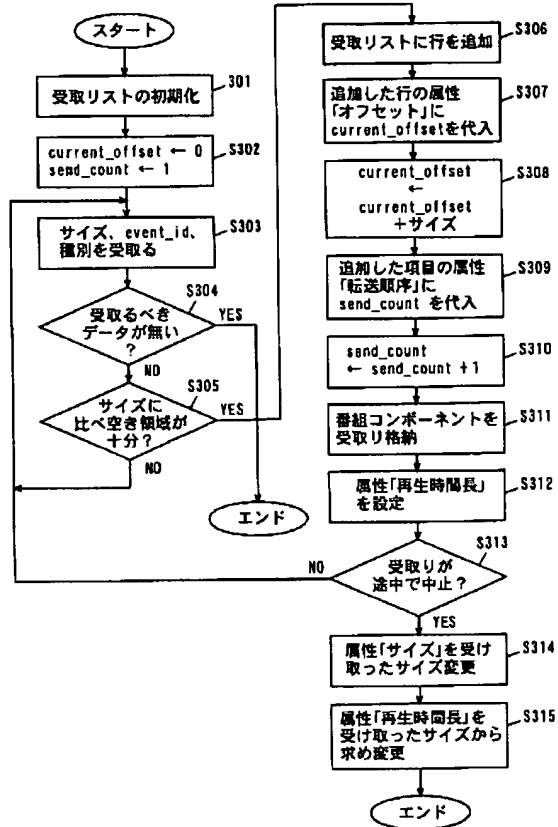 スタート
受取リストの初期化
301
current_offset ← 0
send_count ← 1
S302
サイズ、event_id、
種別を受取る
S303
受取るべき
データが無い
?
S304
YES
NO
サイズに
比べ空き領域が
十分?
S305
YES
NO
エンド
受取リストに行を追加
S306
追加した行の属性
「オフセット」に
current_offsetを代入
S307
current_offset
←
current_offset
+サイズ
S308
追加した項目の属性
「転送順序」に
send_count を代入
S309
send_count
← send_count +1
S310
番組コンポーネントを
受取り格納
S311
属性「再生時間長」
を設定
S312
受取りが
途中で中止?
S313
NO
YES
属性「サイズ」を受け
取ったサイズ変更
S314
属性「再生時間長」を
受け取ったサイズから
求め変更
S315
エンド